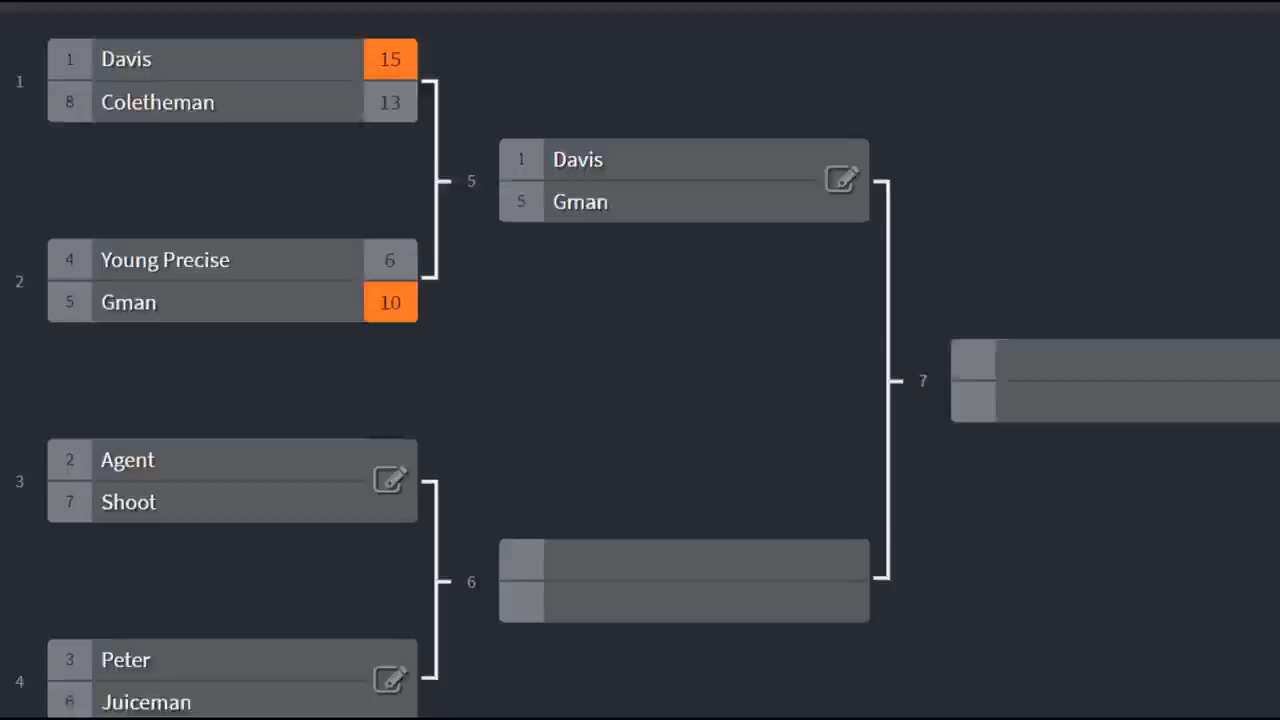 1
1 Davis 15
8 Coletheman 13
2
4 Young Precise 6
5 Gman 10
3
2 Agent
7 Shoot
4
3 Peter
6 Juiceman
5
1 Davis
5 Gman
6
7